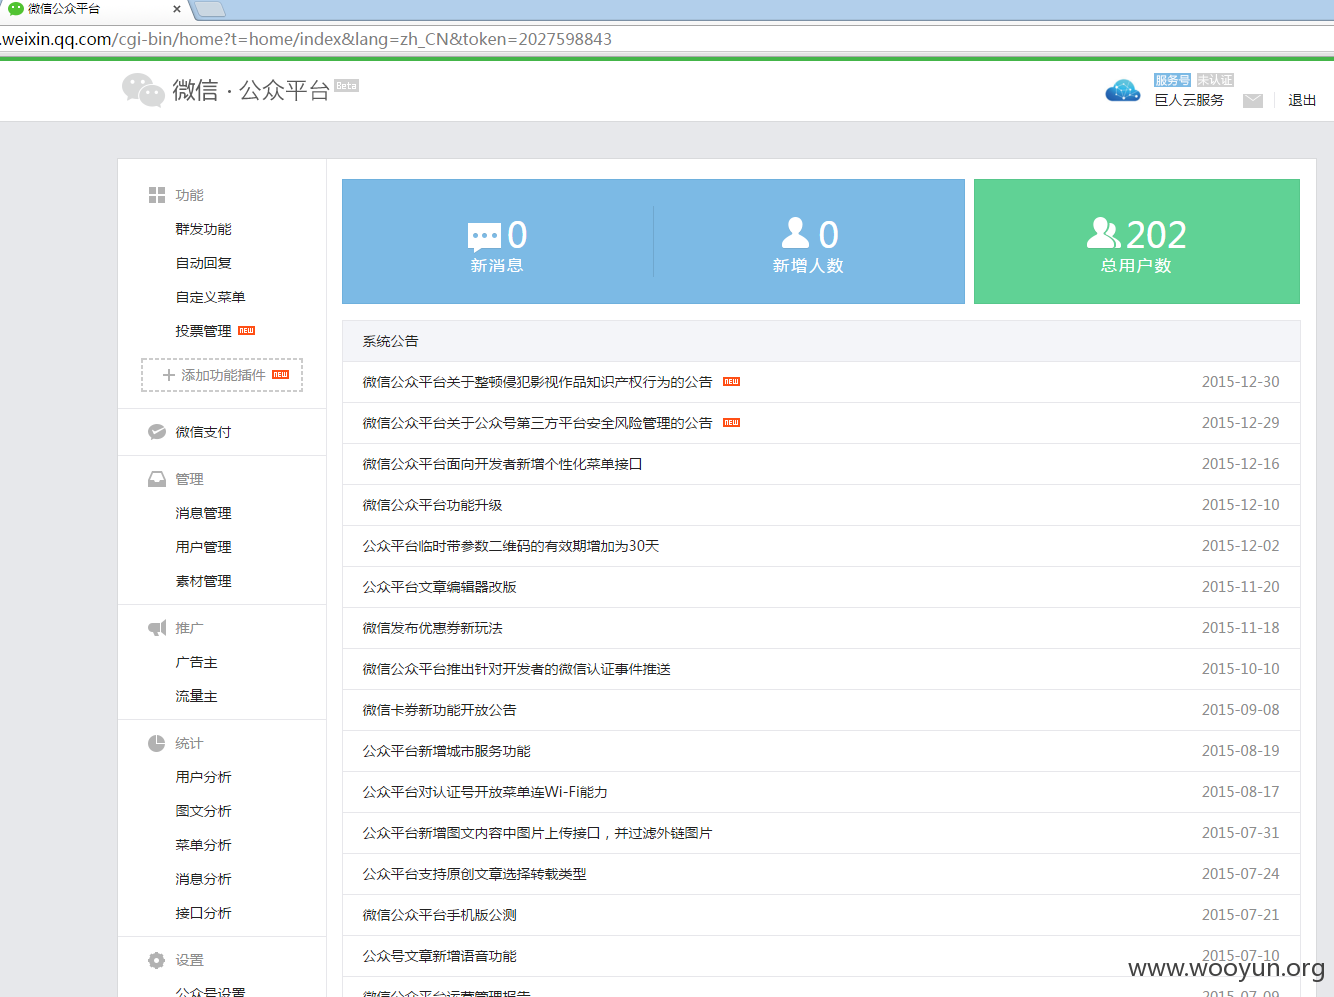 微信公众平台
.weixin.qq.com/cgi-bin/home?t=home/index&lang=zh_CN&token=2027598843
微信·公众平台 Beta
服务号 未认证
巨人云服务 退出
功能
群发功能
自动回复
自定义菜单
投票管理 NEW
添加功能插件 NEW
微信支付
管理
消息管理
用户管理
素材管理
推广
广告主
流量主
统计
用户分析
图文分析
菜单分析
消息分析
接口分析
设置
公众号设置
0
新消息
0
新增人数
202
总用户数
系统公告
微信公众平台关于整顿侵犯影视作品知识产权行为的公告 NEW 2015-12-30
微信公众平台关于公众号第三方平台安全风险管理的公告 NEW 2015-12-29
微信公众平台面向开发者新增个性化菜单接口 2015-12-16
微信公众平台功能升级 2015-12-10
公众平台临时带参数二维码的有效期增加为30天 2015-12-02
公众平台文章编辑器改版 2015-11-20
微信发布优惠券新玩法 2015-11-18
微信公众平台推出针对开发者的微信认证事件推送 2015-10-10
微信卡券新功能开放公告 2015-09-08
公众平台新增城市服务功能 2015-08-19
公众平台对认证号开放菜单连Wi-Fi能力 2015-08-17
公众平台新增图文内容中图片上传接口，并过滤外链图片 2015-07-31
公众平台支持原创文章选择转载类型 2015-07-24
微信公众平台手机版公测 2015-07-21
公众号文章新增语音功能 2015-07-10
微信公众平台运营管理报告 2015-07-09
www.wooyun.org